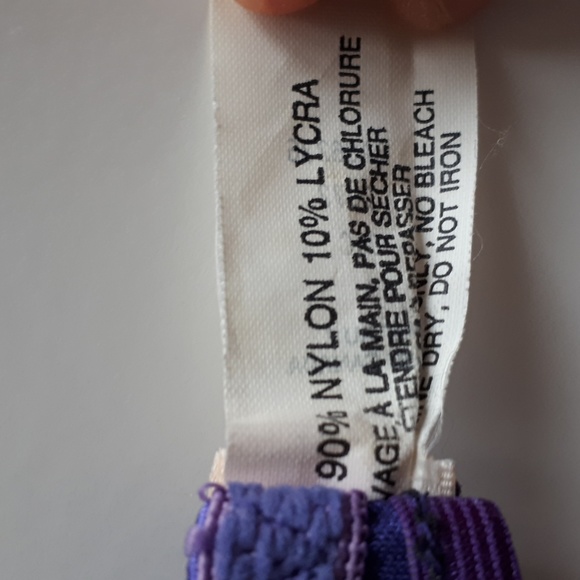 90% NYLON 10% LYCRA
VAGE À LA MAIN, PAS DE CHLORURE
ÉTENDRE POUR SÉCHER
ONLY, NO BLEACH
NE DRY, DO NOT IRON